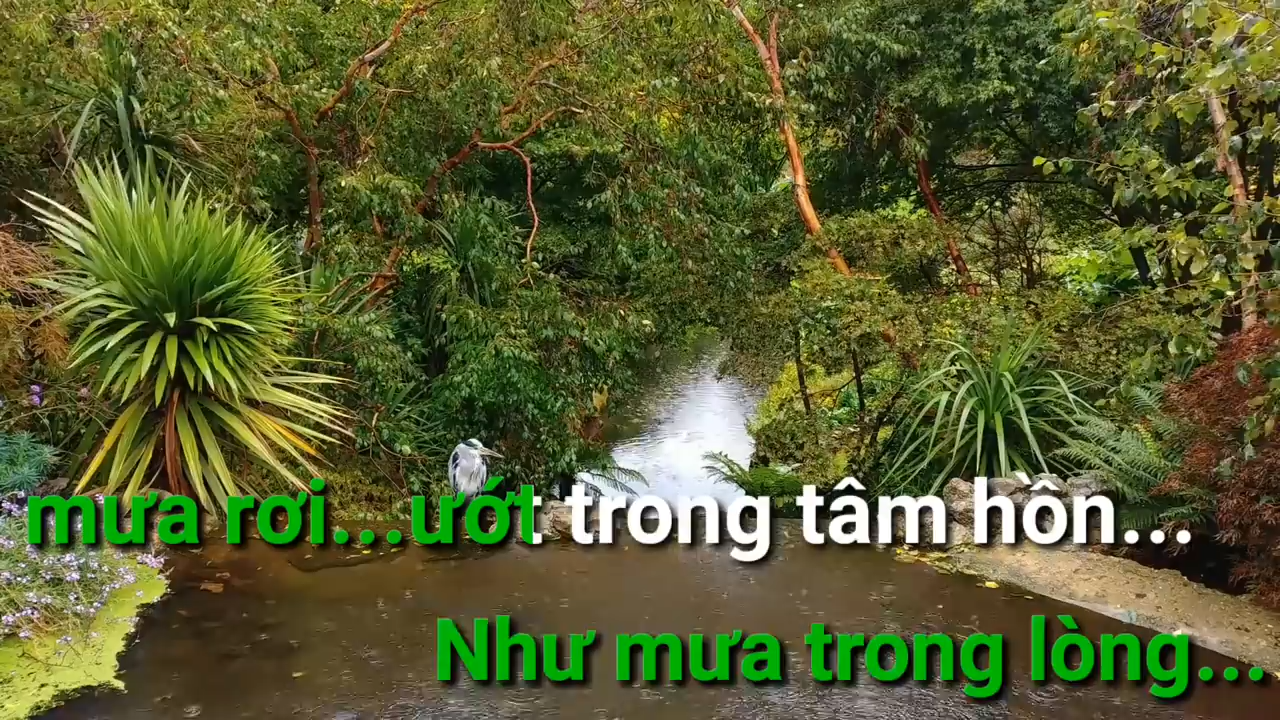 mưa rơi...ướt trong tâm hồn...
Như mưa trong lòng...